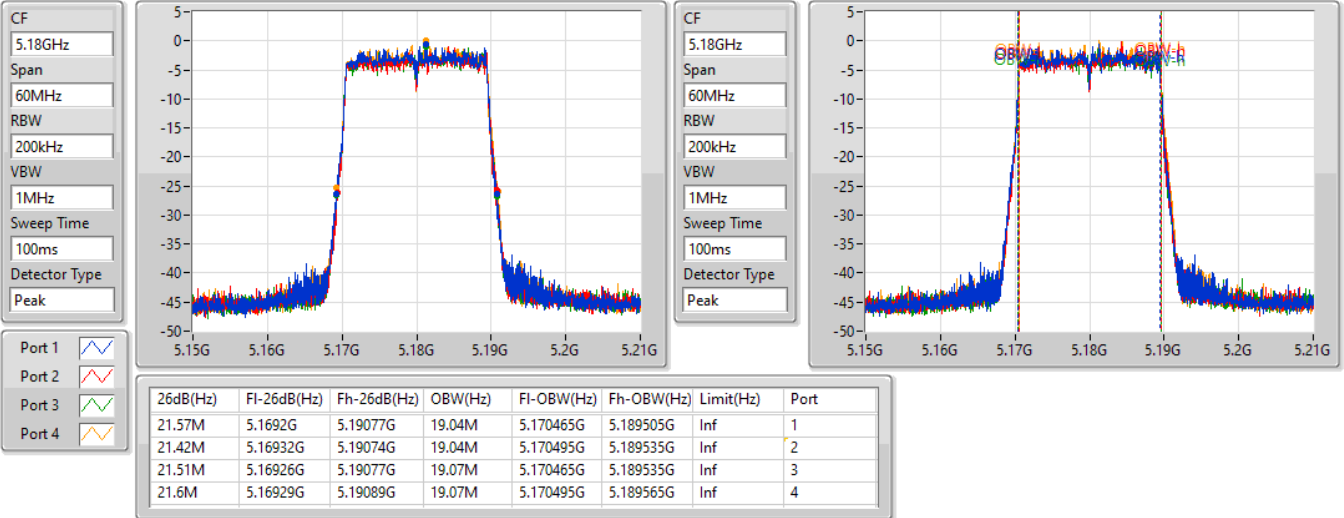 CF
5.18GHz
Span
60MHz
RBW
200kHz
VBW
1MHz
Sweep Time
100ms
Detector Type
Peak
5
0
-5
-10
-15
-20
-25
-30
-35
-40
-45
-50
5.15G 5.16G 5.17G 5.18G 5.19G 5.2G 5.21G
CF
5.18GHz
Span
60MHz
RBW
200kHz
VBW
1MHz
Sweep Time
100ms
Detector Type
Peak
5
0
-5
-10
-15
-20
-25
-30
-35
-40
-45
-50
OBW-h
5.15G 5.16G 5.17G 5.18G 5.19G 5.2G 5.21G
Port 1
Port 2
Port 3
Port 4
26dB(Hz) Fl-26dB(Hz) Fh-26dB(Hz) OBW(Hz) Fl-OBW(Hz) Fh-OBW(Hz) Limit(Hz) Port
21.57M 5.1692G 5.19077G 19.04M 5.170465G 5.189505G Inf 1
21.42M 5.16932G 5.19074G 19.04M 5.170495G 5.189535G Inf 2
21.51M 5.16926G 5.19077G 19.07M 5.170465G 5.189535G Inf 3
21.6M 5.16929G 5.19089G 19.07M 5.170495G 5.189565G Inf 4